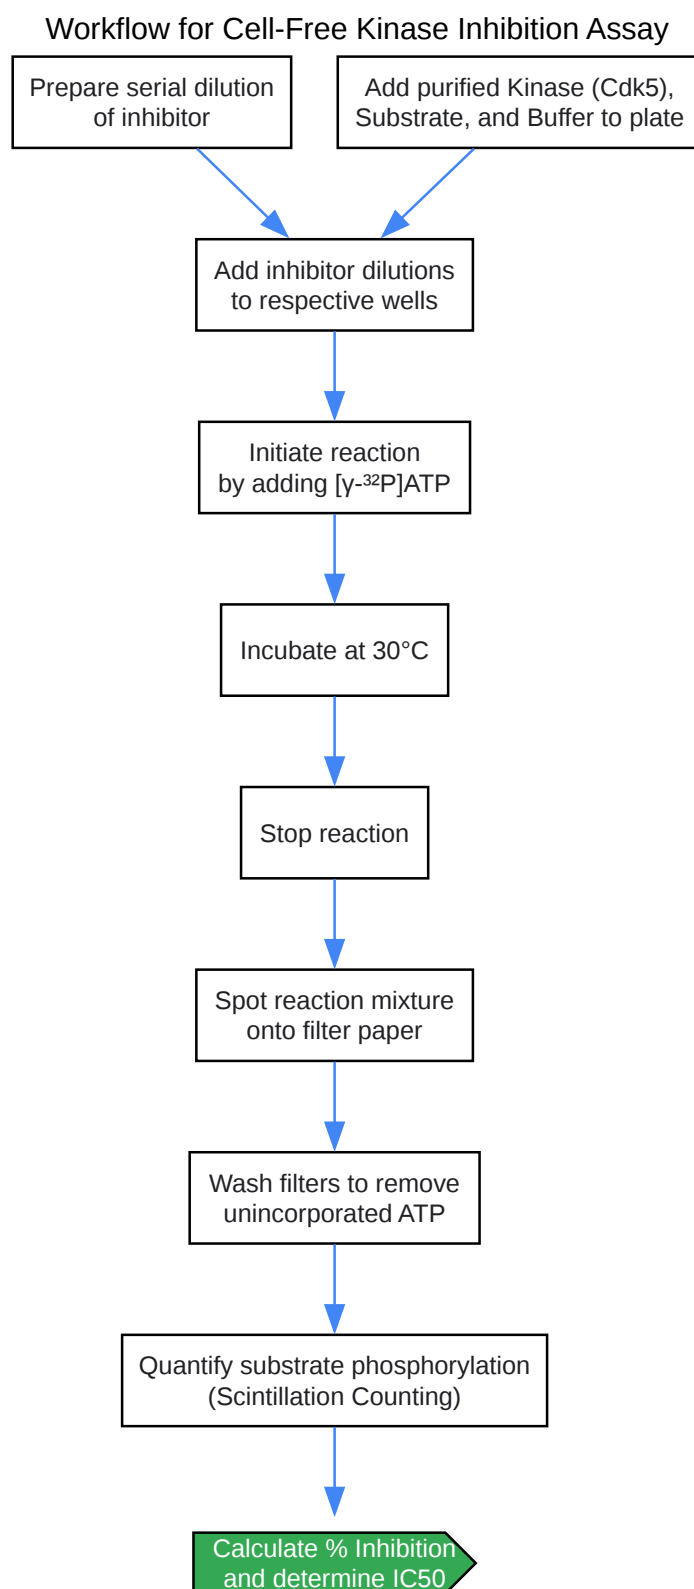 Workflow for Cell-Free Kinase Inhibition Assay
Prepare serial dilution
of inhibitor
Add purified Kinase (Cdk5),
Substrate, and Buffer to plate
Add inhibitor dilutions
to respective wells
Initiate reaction
by adding [γ-³²P]ATP
Incubate at 30°C
Stop reaction
Spot reaction mixture
onto filter paper
Wash filters to remove
unincorporated ATP
Quantify substrate phosphorylation
(Scintillation Counting)
Calculate % Inhibition
and determine IC50